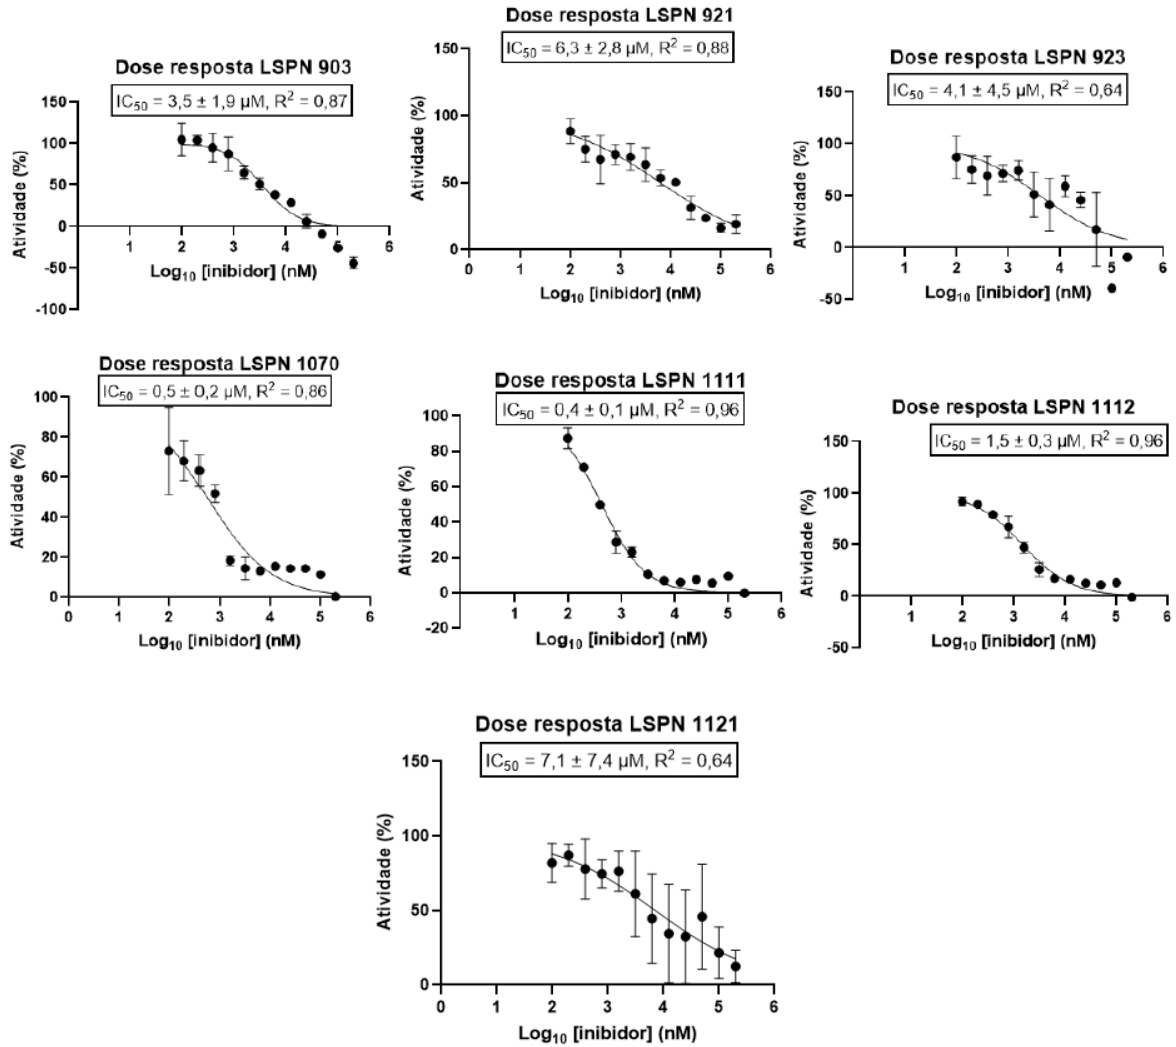 Dose resposta LSPN 903
IC50 = 3,5 ± 1,9 µM, R2 = 0,87
150
100
50
0
-50
-100
Atividade (%)
1 2 3 4 5 6
Log10 [inibidor] (nM)
Dose resposta LSPN 921
IC50 = 6,3 ± 2,8 µM, R2 = 0,88
150
100
50
0
Atividade (%)
1 2 3 4 5 6
Log10 [inibidor] (nM)
Dose resposta LSPN 923
IC50 = 4,1 ± 4,5 µM, R2 = 0,64
150
100
50
0
-50
Atividade (%)
1 2 3 4 5 6
Log10 [inibidor] (nM)
Dose resposta LSPN 1070
IC50 = 0,5 ± 0,2 µM, R2 = 0,86
100
80
60
40
20
0
Atividade (%)
0 1 2 3 4 5 6
Log10 [inibidor] (nM)
Dose resposta LSPN 1111
IC50 = 0,4 ± 0,1 µM, R2 = 0,96
100
80
60
40
20
0
-20
Atividade (%)
1 2 3 4 5 6
Log10 [inibidor] (nM)
Dose resposta LSPN 1112
IC50 = 1,5 ± 0,3 µM, R2 = 0,96
150
100
50
0
-50
Atividade (%)
1 2 3 4 5 6
Log10 [inibidor] (nM)
Dose resposta LSPN 1121
IC50 = 7,1 ± 7,4 µM, R2 = 0,64
150
100
50
0
Atividade (%)
0 1 2 3 4 5 6
Log10 [inibidor] (nM)